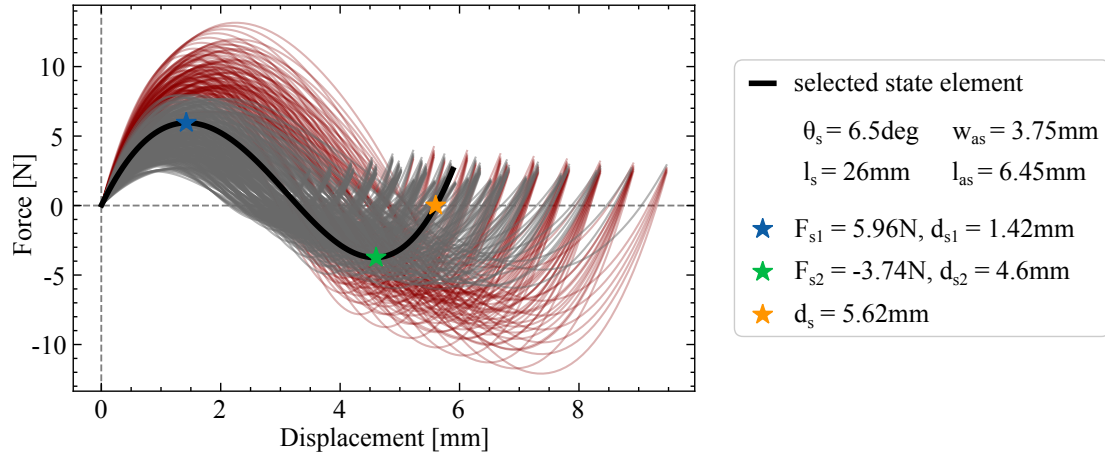 Force [N]
10
5
0
-5
-10
0 2 4 6 8
Displacement [mm]
selected state element
θₛ = 6.5deg wₐₛ = 3.75mm
lₛ = 26mm lₐₛ = 6.45mm
Fₛ₁ = 5.96N, dₛ₁ = 1.42mm
Fₛ₂ = -3.74N, dₛ₂ = 4.6mm
dₛ = 5.62mm